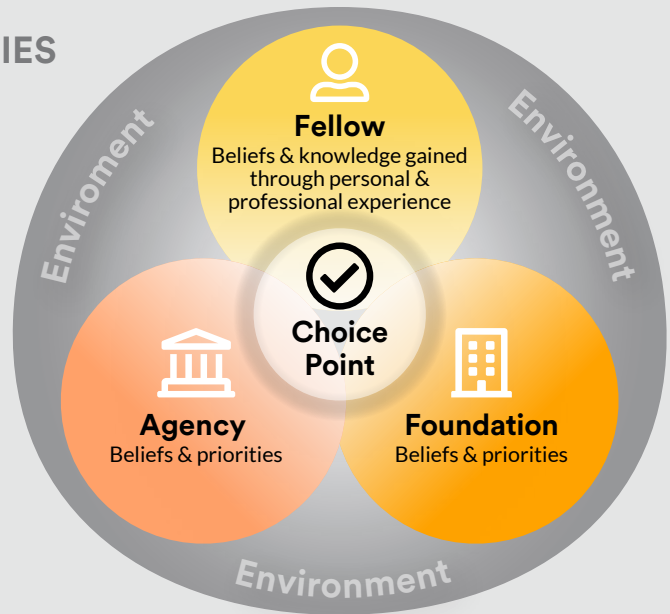 IES
Enviroment
Environment
Fellow
Beliefs & knowledge gained
through personal &
professional experience
Choice
Point
Agency
Beliefs & priorities
Foundation
Beliefs & priorities
Environment